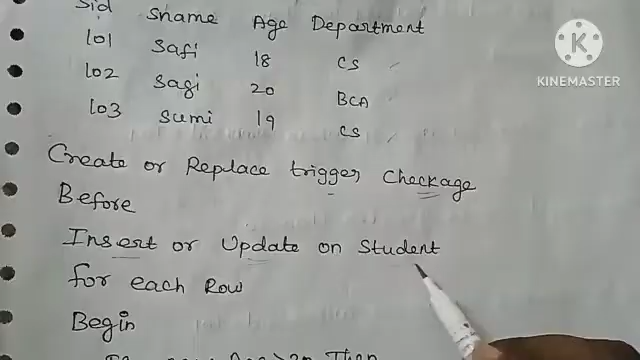 Sid Sname Age Department
101 Safi 18 CS
102 Sagi 20 BCA
103 Sumi 19 CS
Create or Replace trigger Checkage
Before
Insert or Update on Student
for each Row
Begin
KINEMASTER